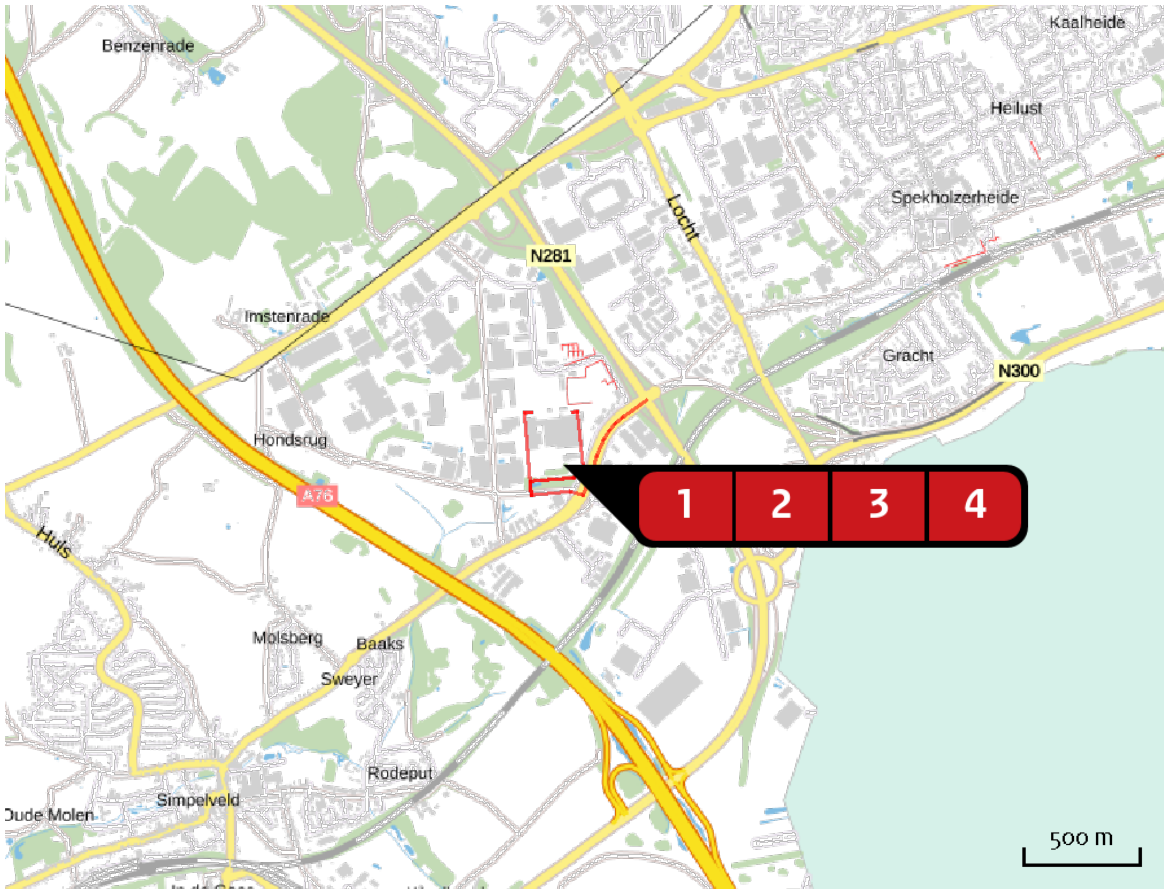 Kaalheide
Benzenrade
Heilust
Spekholzerheide
Locht
N281
Imstenrade
Gracht
N300
Hondsrug
A76
1 2 3 4
Huls
Molsberg
Baaks
Sweyer
Rodeput
Simpelveld
Oude Molen
500 m